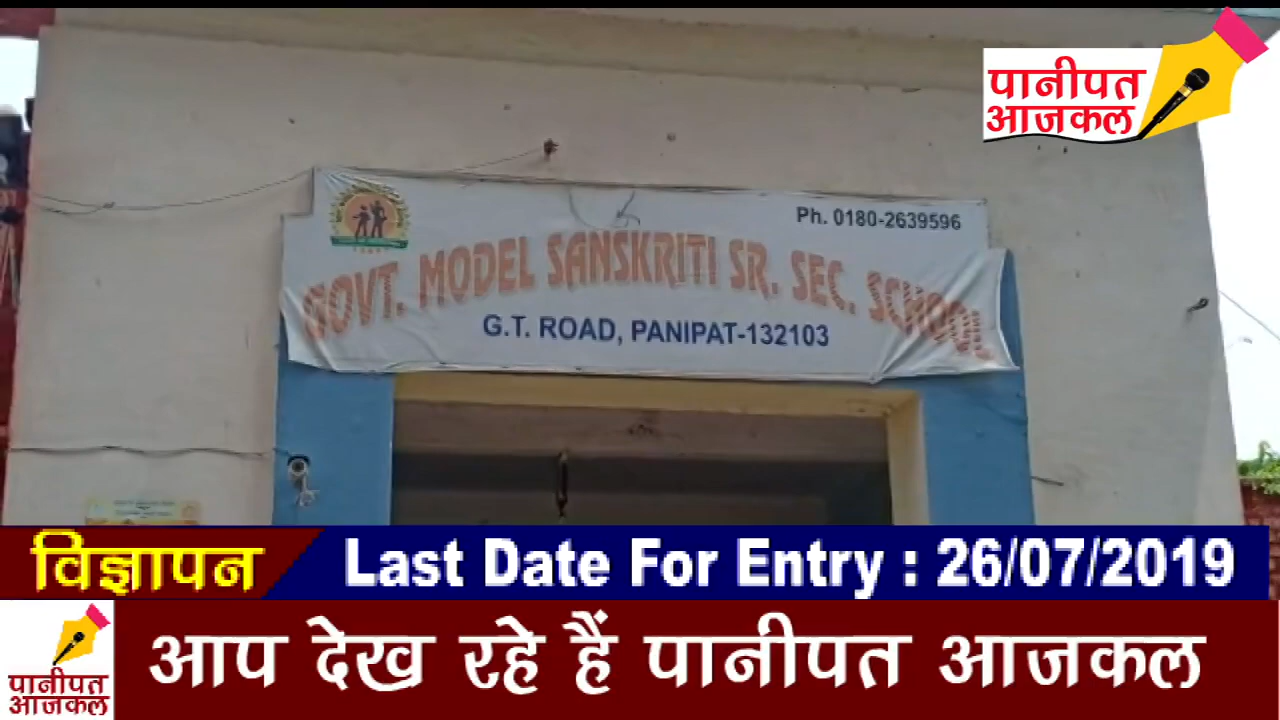 पानीपत
आजकल
Ph. 0180-2639596
GOVT. MODEL SANSKRITI SR. SEC. SCHOOL
G.T. ROAD, PANIPAT-132103
विज्ञापन
Last Date For Entry : 26/07/2019
पानीपत
आजकल
आप देख रहे हैं पानीपत आजकल